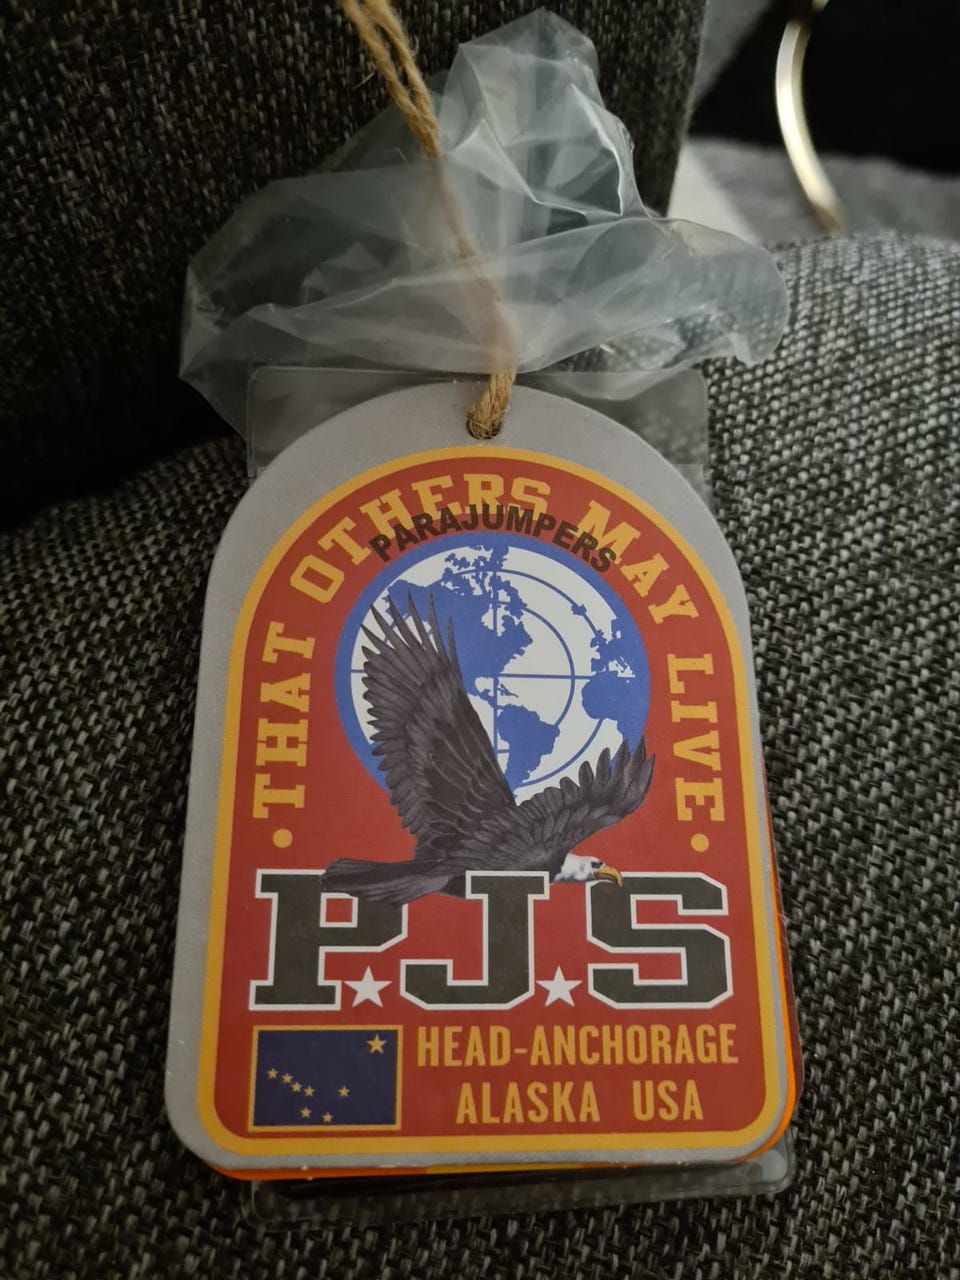 •THAT OTHERS MAY LIVE•
PARAJUMPERS
P.J.S
HEAD-ANCHORAGE
ALASKA USA